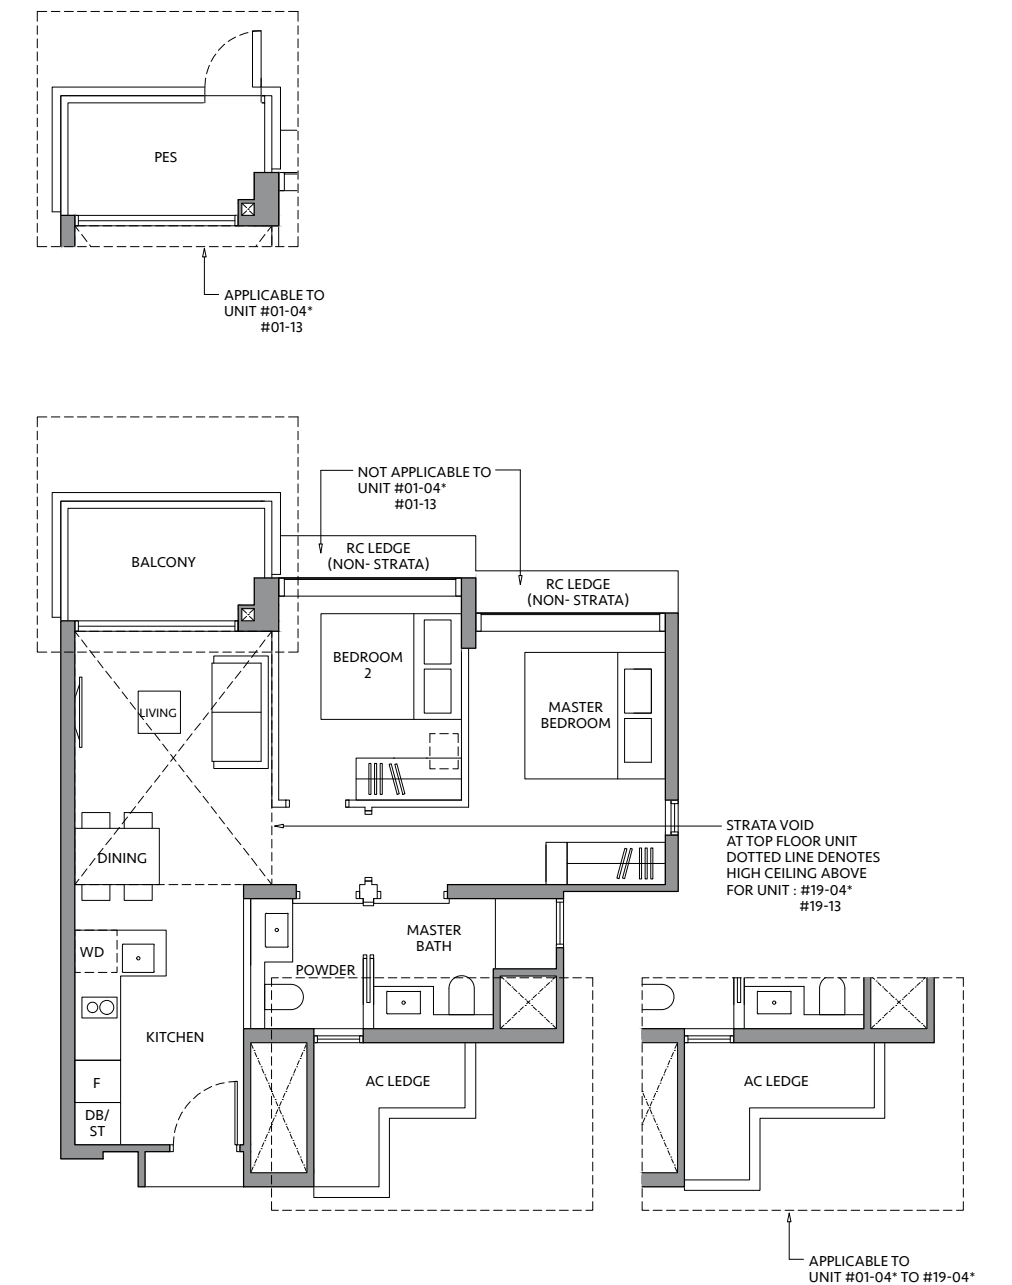 PES
APPLICABLE TO
UNIT #01-04*
#01-13
NOT APPLICABLE TO
UNIT #01-04*
#01-13
RC LEDGE
(NON- STRATA)
BALCONY
RC LEDGE
(NON- STRATA)
BEDROOM
2
LIVING
MASTER
BEDROOM
STRATA VOID
AT TOP FLOOR UNIT
DOTTED LINE DENOTES
HIGH CEILING ABOVE
FOR UNIT : #19-04*
#19-13
DINING
MASTER
BATH
WD
POWDER
KITCHEN
F
AC LEDGE
AC LEDGE
DB/
ST
APPLICABLE TO
UNIT #01-04* TO #19-04*